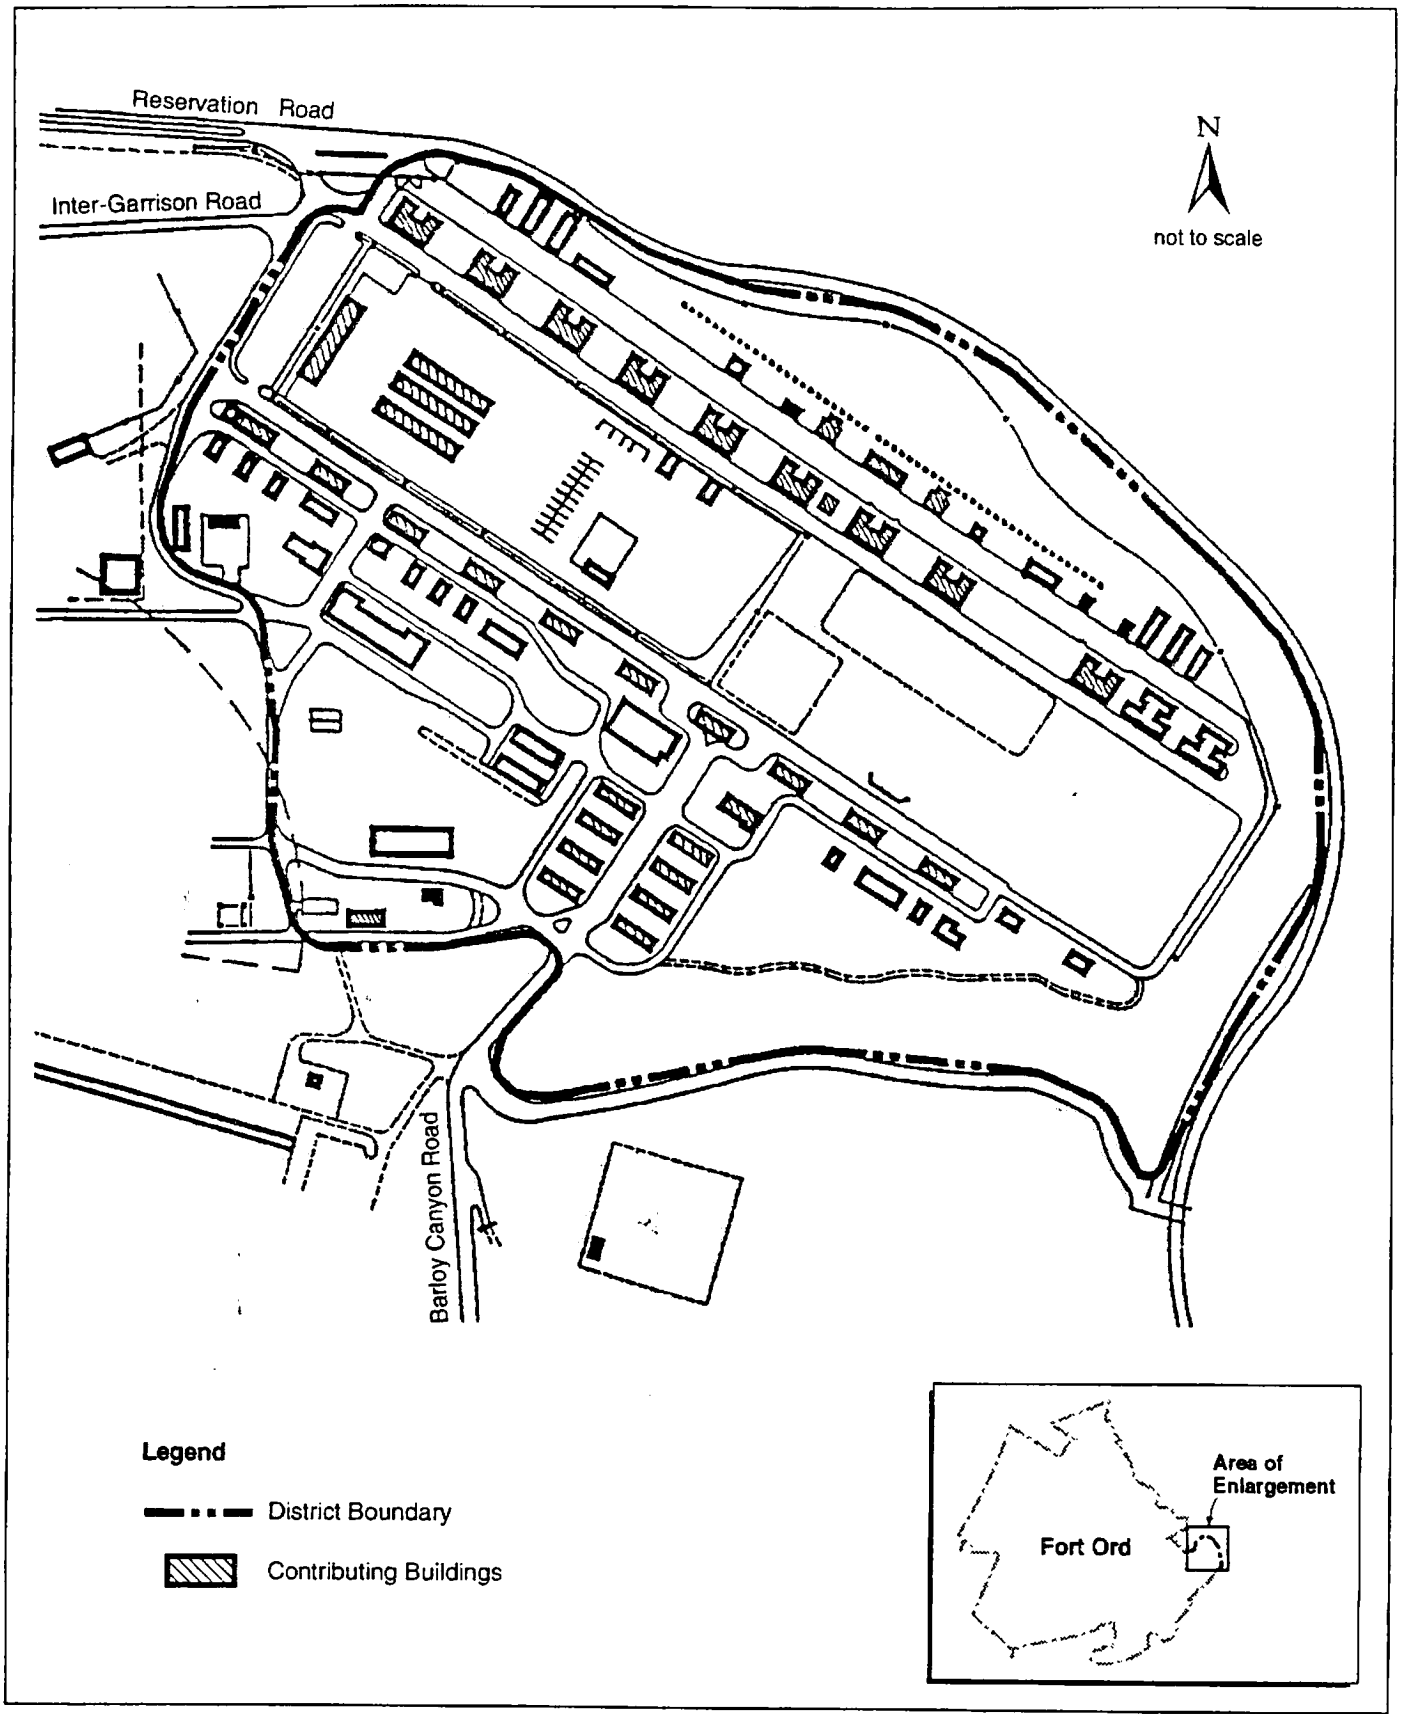 Reservation Road
Inter-Garrison Road
N
not to scale
Barloy Canyon Road
Legend
District Boundary
Contributing Buildings
Area of
Enlargement
Fort Ord